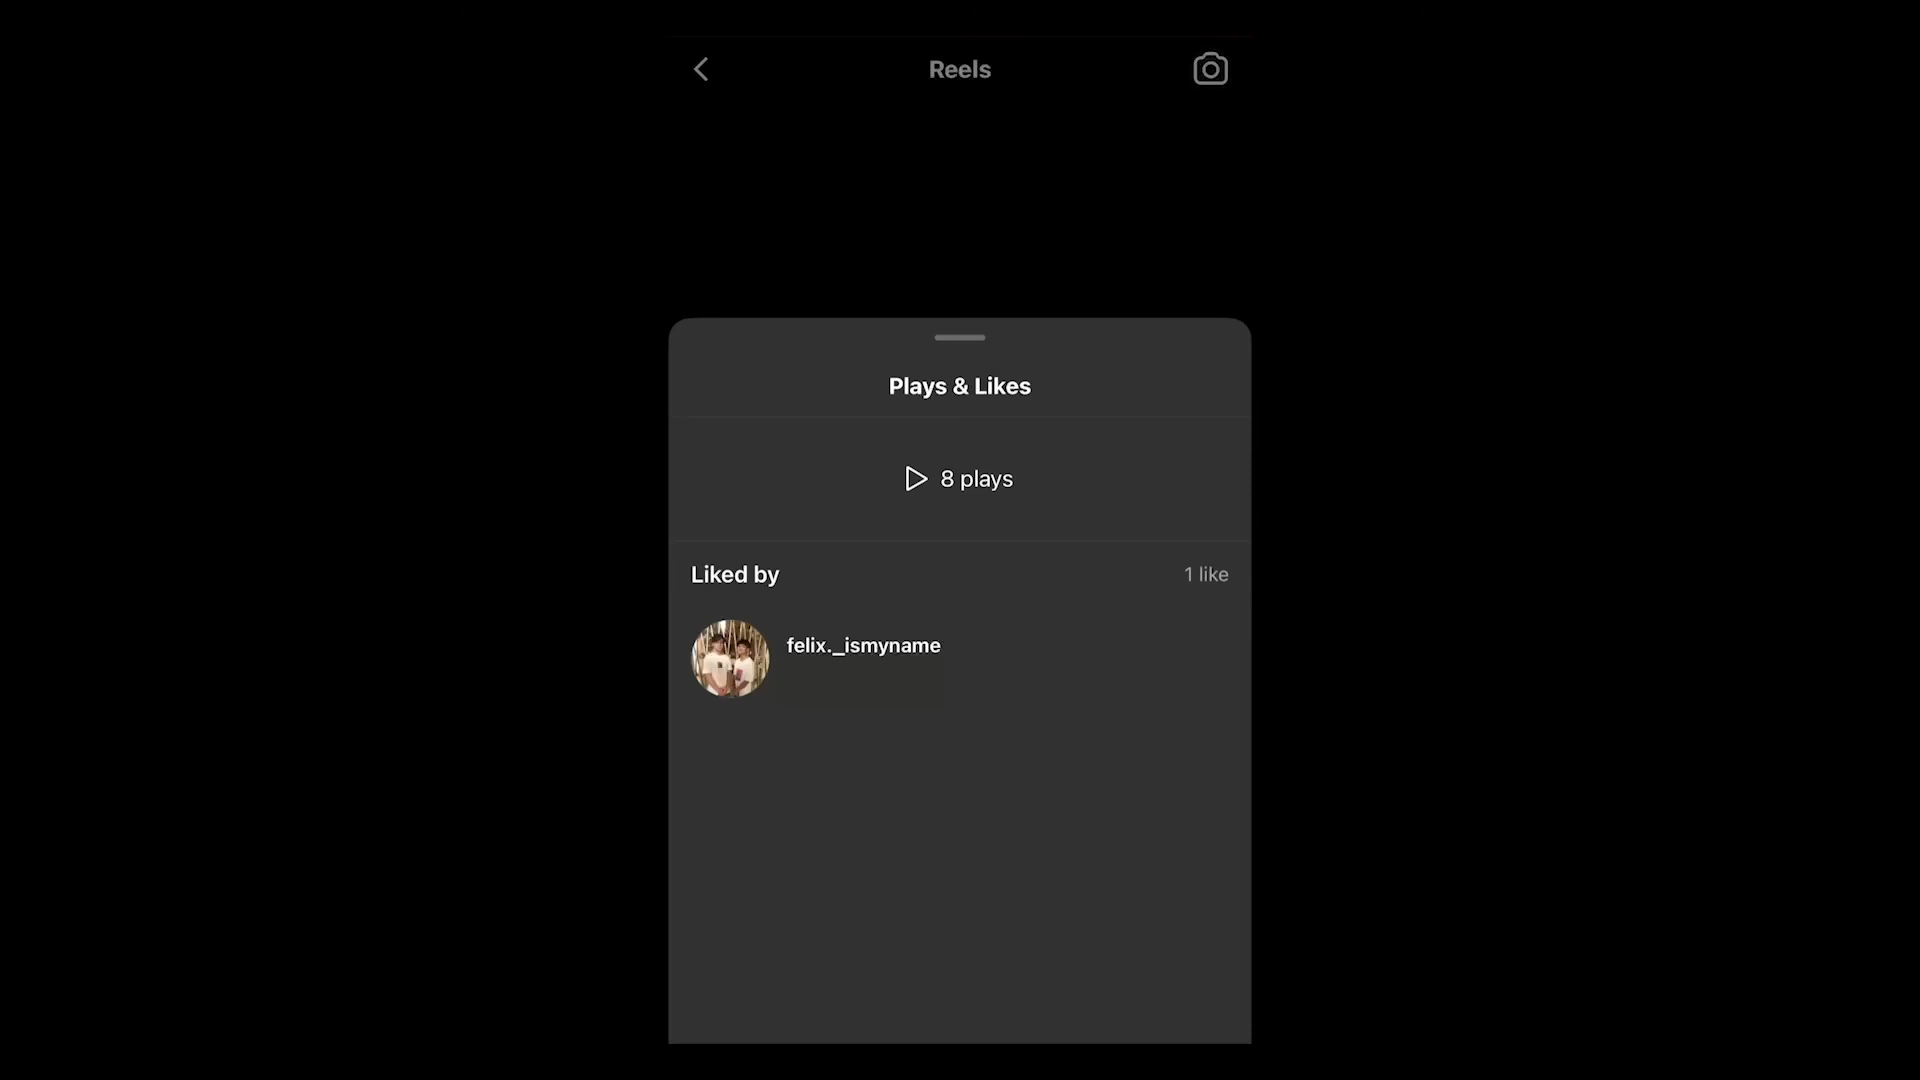 Reels
Plays & Likes
8 plays
Liked by
1 like
felix._ismyname